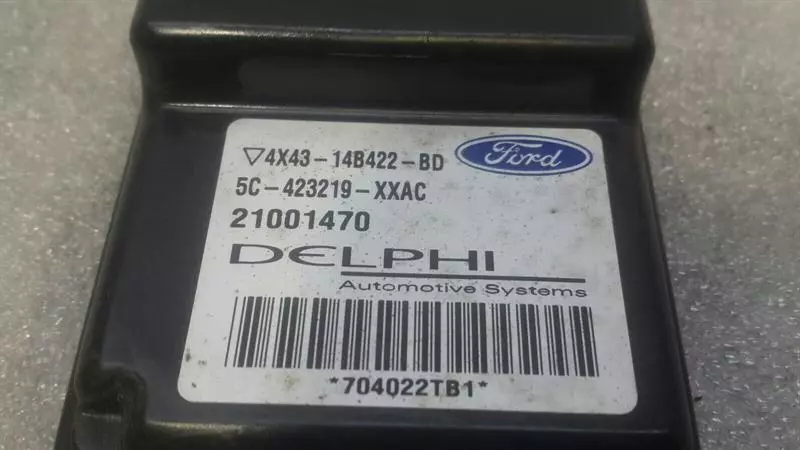 ▽4X43-14B422-BD
Ford
5C-423219-XXAC
21001470
DELPHI
Automotive Systems
*704022TB1*